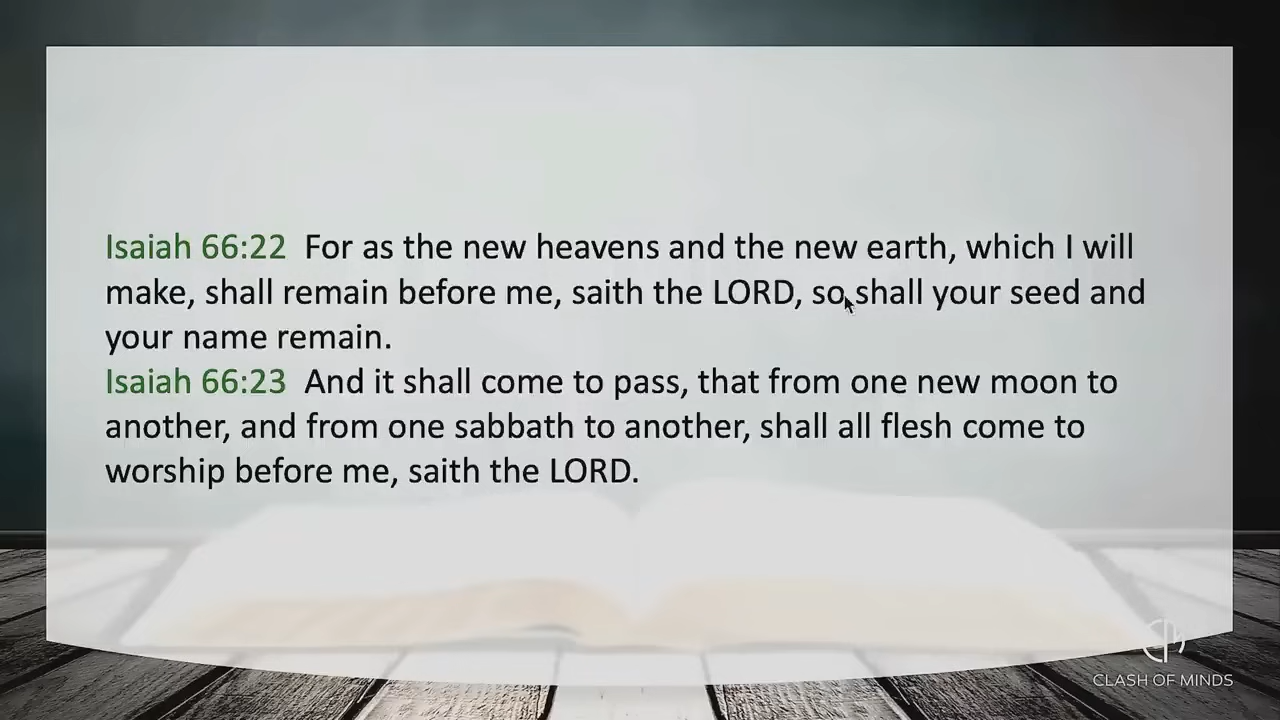 Isaiah 66:22  For as the new heavens and the new earth, which I will
make, shall remain before me, saith the LORD, so shall your seed and
your name remain.
Isaiah 66:23  And it shall come to pass, that from one new moon to
another, and from one sabbath to another, shall all flesh come to
worship before me, saith the LORD.
CLASH OF MINDS